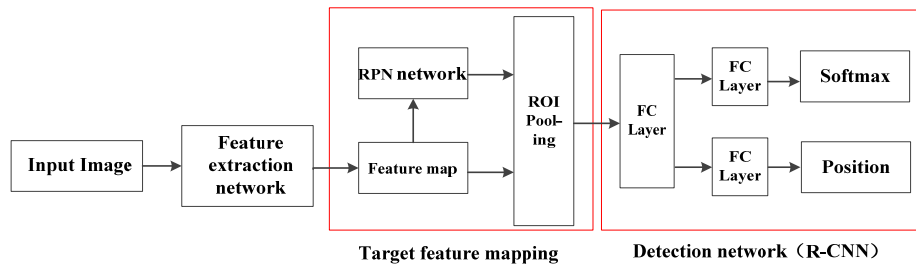 Input Image
Feature
extraction
network
RPN network
Feature map
ROI
Pool-
ing
FC
Layer
FC
Layer
Softmax
FC
Layer
Position
Target feature mapping
Detection network（R-CNN）